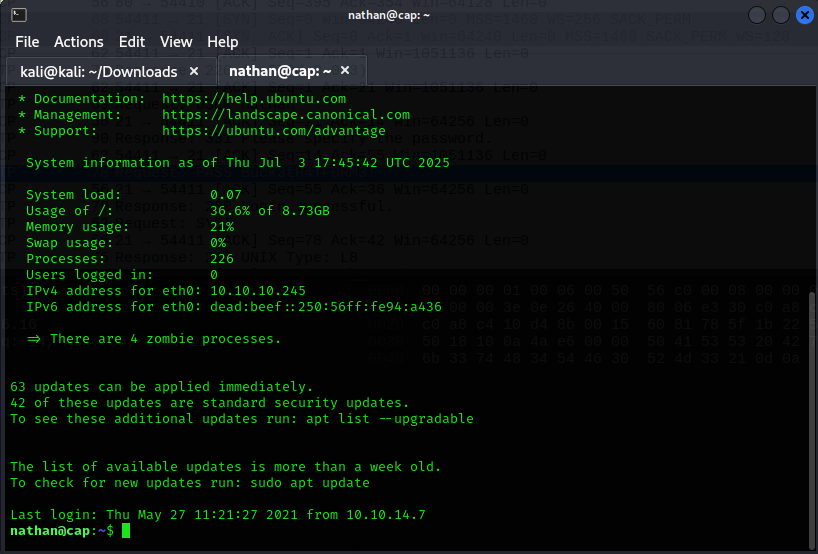 nathan@cap: ~
File Actions Edit View Help
kali@kali: ~/Downloads × nathan@cap: ~ ×
* Documentation: https://help.ubuntu.com
* Management: https://landscape.canonical.com
* Support: https://ubuntu.com/advantage
System information as of Thu Jul 3 17:45:42 UTC 2025
System load: 0.07
Usage of /: 36.6% of 8.73GB
Memory usage: 21%
Swap usage: 0%
Processes: 226
Users logged in: 0
IPv4 address for eth0: 10.10.10.245
IPv6 address for eth0: dead:beef::250:56ff:fe94:a436
=> There are 4 zombie processes.
63 updates can be applied immediately.
42 of these updates are standard security updates.
To see these additional updates run: apt list --upgradable
The list of available updates is more than a week old.
To check for new updates run: sudo apt update
Last login: Thu May 27 11:21:27 2021 from 10.10.14.7
nathan@cap:~$